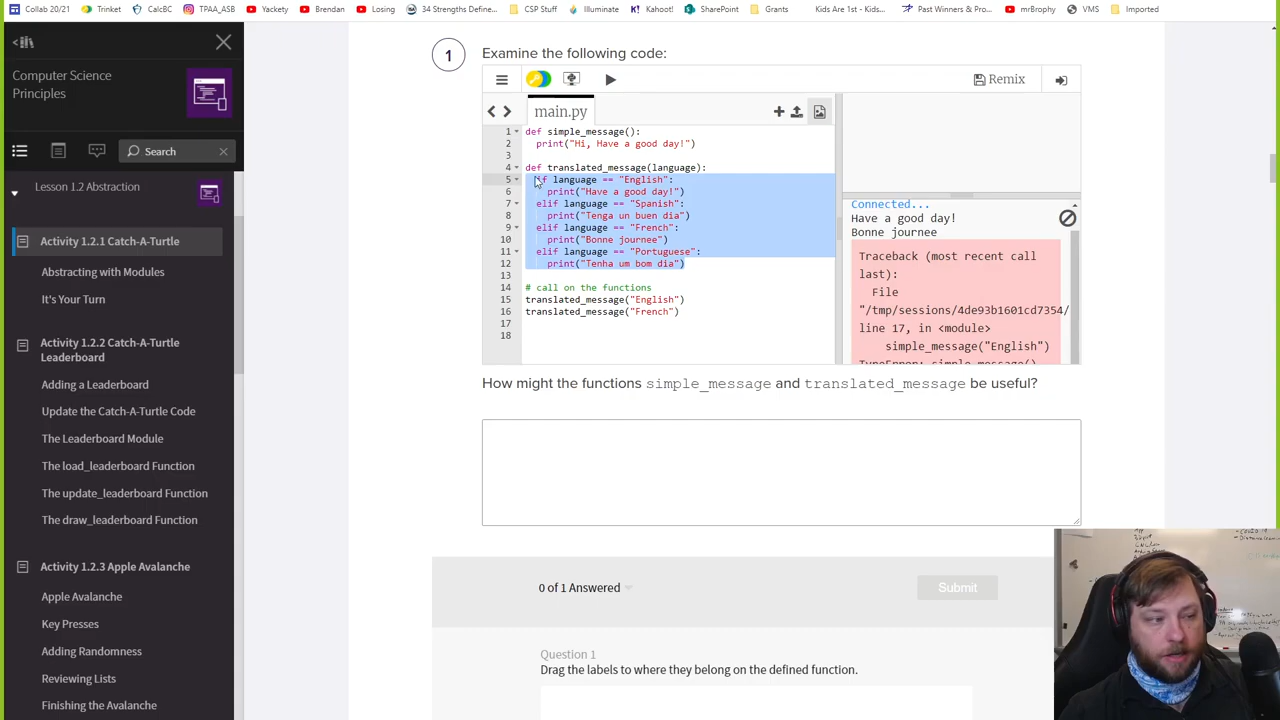 Collab 20/21
Trinket
CalcBC
TPAA_ASB
Yackety
Brendan
Losing
34 Strengths Define...
CSP Stuff
Illuminate
Kahoot!
SharePoint
Grants
Kids Are 1st - Kids...
Past Winners & Pro...
mrBrophy
VMS
Imported
Computer Science
Principles
Search
Lesson 1.2 Abstraction
Activity 1.2.1 Catch-A-Turtle
Abstracting with Modules
It's Your Turn
Activity 1.2.2 Catch-A-Turtle
Leaderboard
Adding a Leaderboard
Update the Catch-A-Turtle Code
The Leaderboard Module
The load_leaderboard Function
The update_leaderboard Function
The draw_leaderboard Function
Activity 1.2.3 Apple Avalanche
Apple Avalanche
Key Presses
Adding Randomness
Reviewing Lists
Finishing the Apple Avalanche
1
Examine the following code:
Remix
main.py
1 def simple_message():
2 print("Hi, Have a good day!")
3
4 def translated_message(language):
5 if language == "English":
6 print("Have a good day!")
7 elif language == "Spanish":
8 print("Tenga un buen dia")
9 elif language == "French":
10 print("Bonne journee")
11 elif language == "Portuguese":
12 print("Tenha um bom dia")
13
14 # call on the functions
15 translated_message("English")
16 translated_message("French")
17
18
Connected...
Have a good day!
Bonne journee
Traceback (most recent call
last):
File
"/tmp/sessions/4de93b1601cd7354/
line 17, in <module>
simple_message("English")
TypeError: simple_message()
How might the functions simple_message and translated_message be useful?
0 of 1 Answered
Submit
Question 1
Drag the labels to where they belong on the defined function.